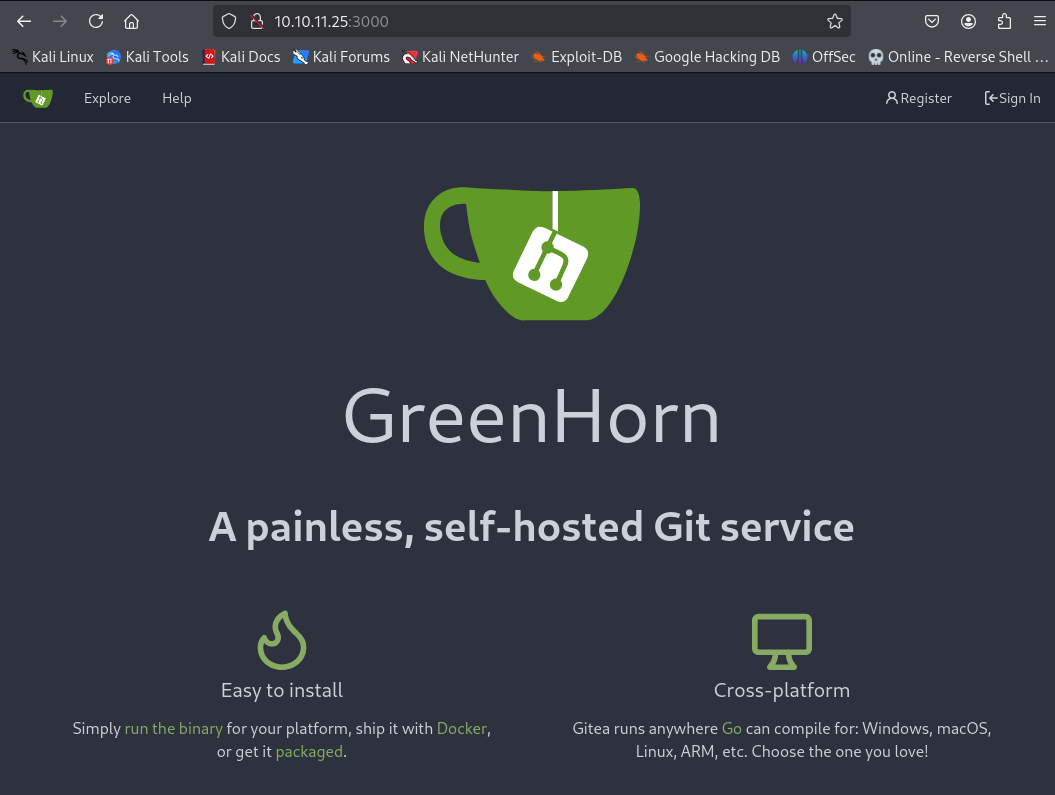 10.10.11.25:3000
Kali Linux Kali Tools Kali Docs Kali Forums Kali NetHunter Exploit-DB Google Hacking DB OffSec Online - Reverse Shell …
Explore Help Register Sign In
GreenHorn
A painless, self-hosted Git service
Easy to install
Simply run the binary for your platform, ship it with Docker,
or get it packaged.
Cross-platform
Gitea runs anywhere Go can compile for: Windows, macOS,
Linux, ARM, etc. Choose the one you love!